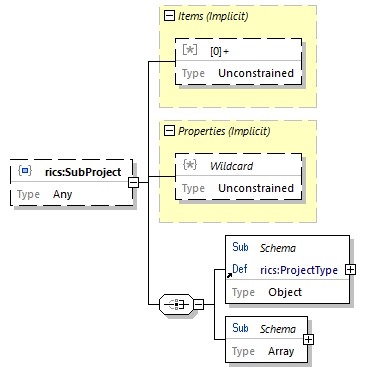 Items (Implicit)
[0]+
Type Unconstrained
Properties (Implicit)
Wildcard
Type Unconstrained
rics:SubProject
Type Any
Sub Schema
Def rics:ProjectType
Type Object
Sub Schema
Type Array